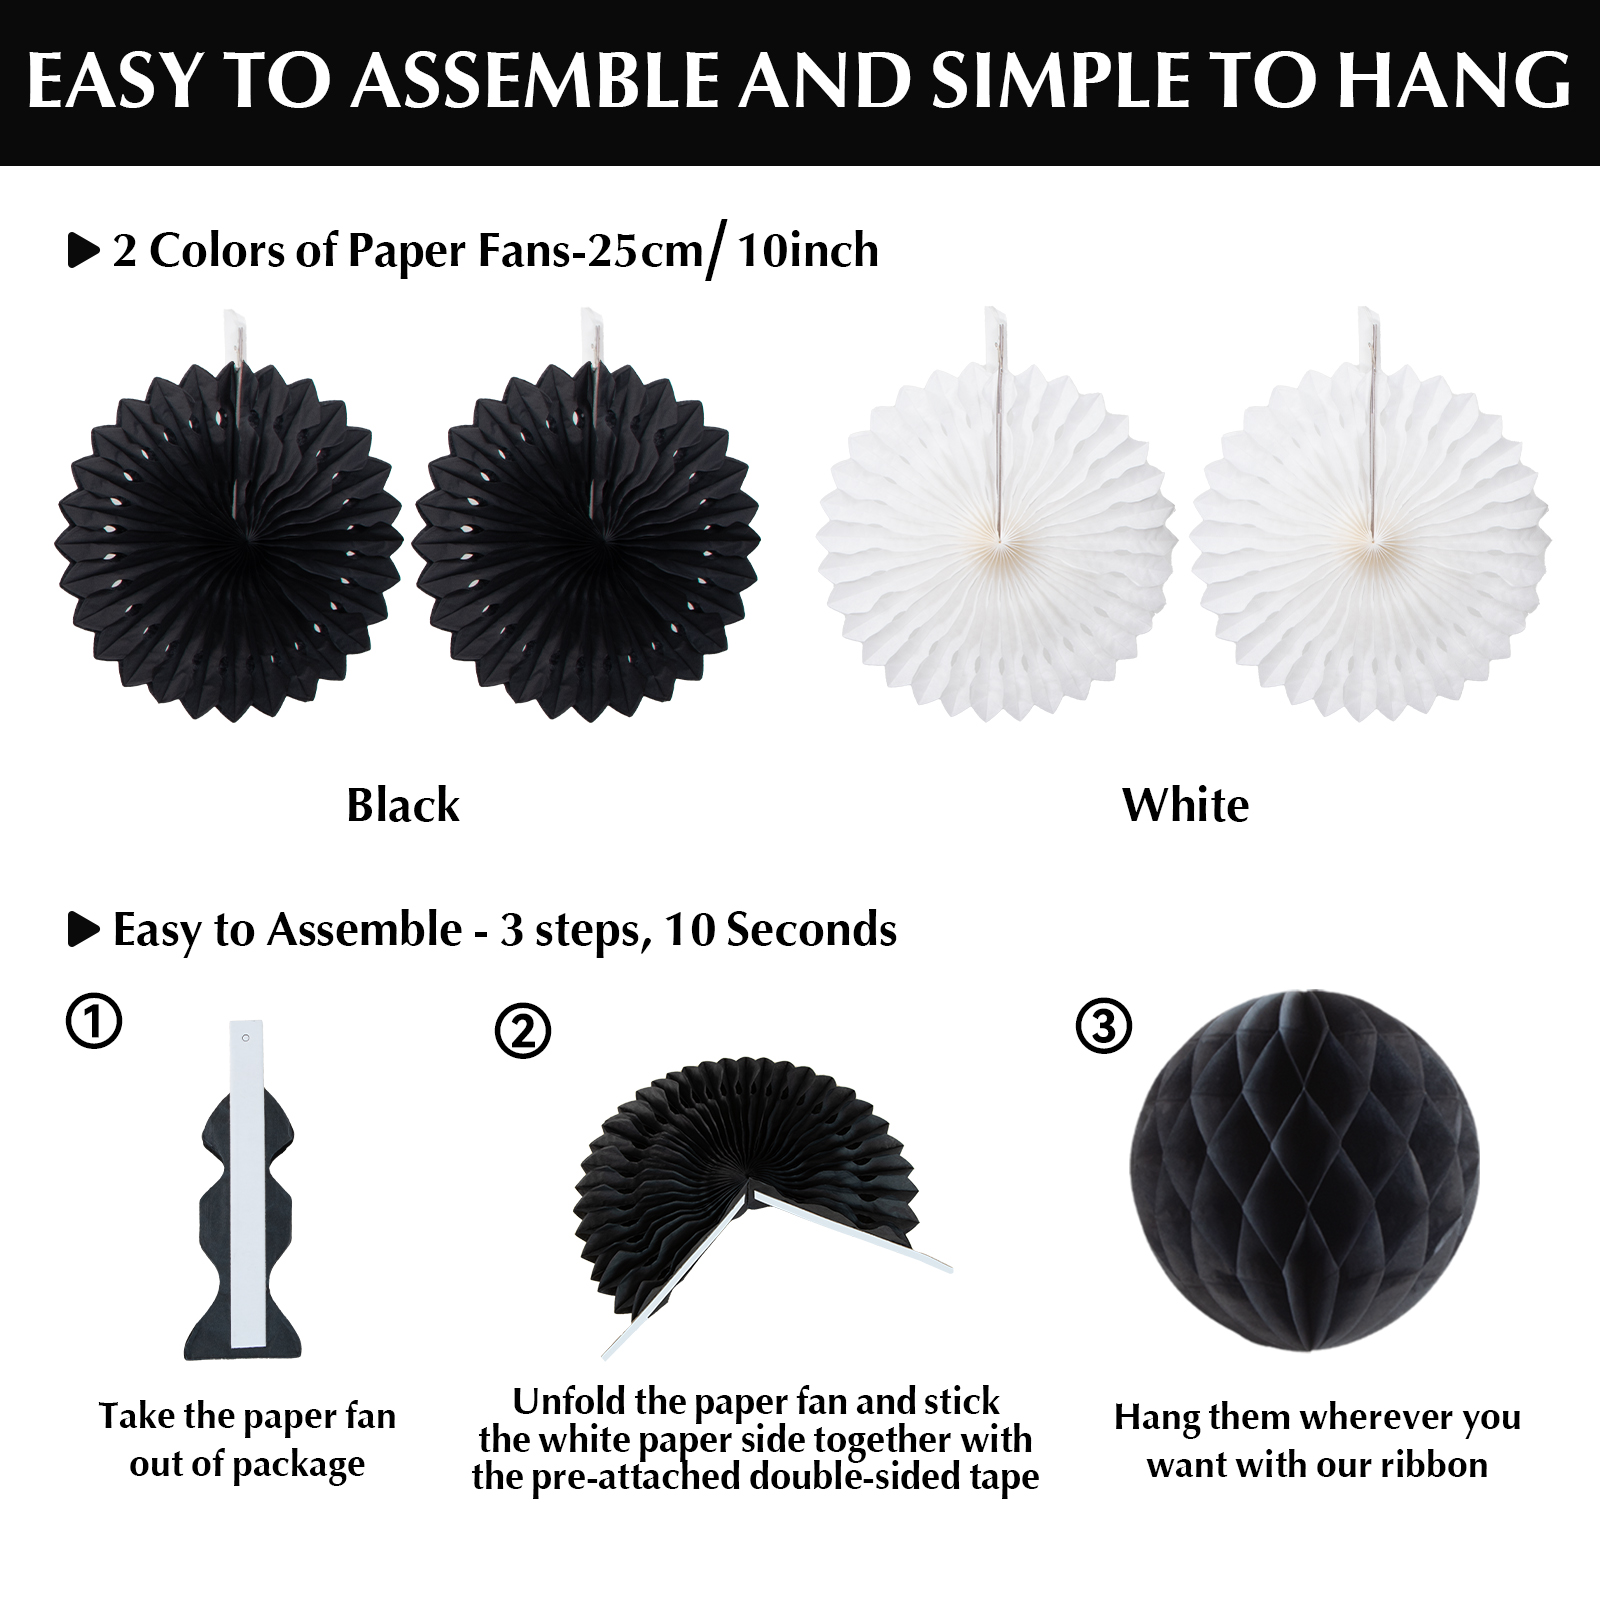 EASY TO ASSEMBLE AND SIMPLE TO HANG
2 Colors of Paper Fans-25cm/ 10inch
Black
White
Easy to Assemble - 3 steps, 10 Seconds
1
2
3
Take the paper fan
out of package
Unfold the paper fan and stick
the white paper side together with
the pre-attached double-sided tape
Hang them wherever you
want with our ribbon